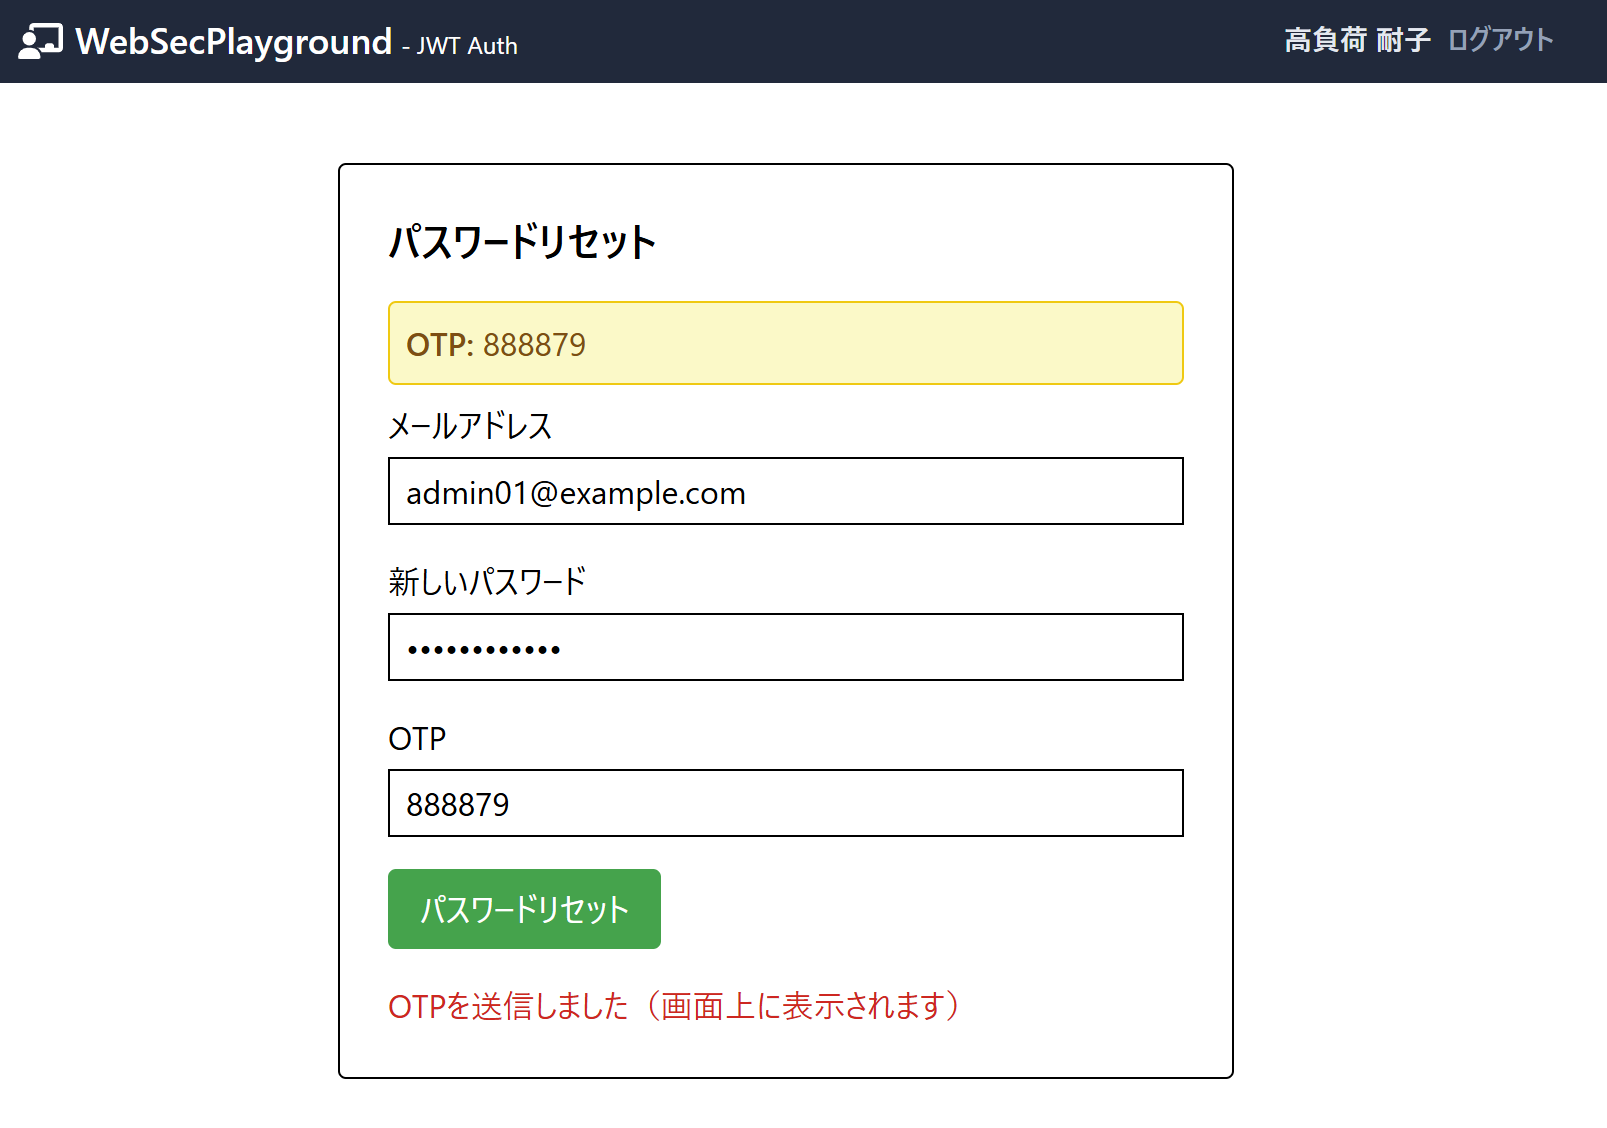 WebSecPlayground - JWT Auth
高負荷 耐子 ログアウト
パスワードリセット
OTP: 888879
メールアドレス
admin01@example.com
新しいパスワード
••••••••••••
OTP
888879
パスワードリセット
OTPを送信しました（画面上に表示されます）